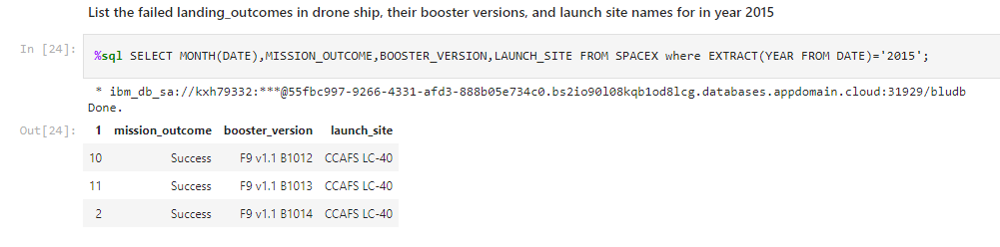 List the failed landing_outcomes in drone ship, their booster versions, and launch site names for in year 2015
In [24]: %sql SELECT MONTH(DATE),MISSION_OUTCOME,BOOSTER_VERSION,LAUNCH_SITE FROM SPACEX where EXTRACT(YEAR FROM DATE)='2015';
* ibm_db_sa://kxh79332:***@55fbc997-9266-4331-afd3-888b05e734c0.bs2io90l08kqb1od8lcg.databases.appdomain.cloud:31929/bludb
Done.
Out[24]: 1 mission_outcome booster_version launch_site
10 Success F9 v1.1 B1012 CCAFS LC-40
11 Success F9 v1.1 B1013 CCAFS LC-40
2 Success F9 v1.1 B1014 CCAFS LC-40